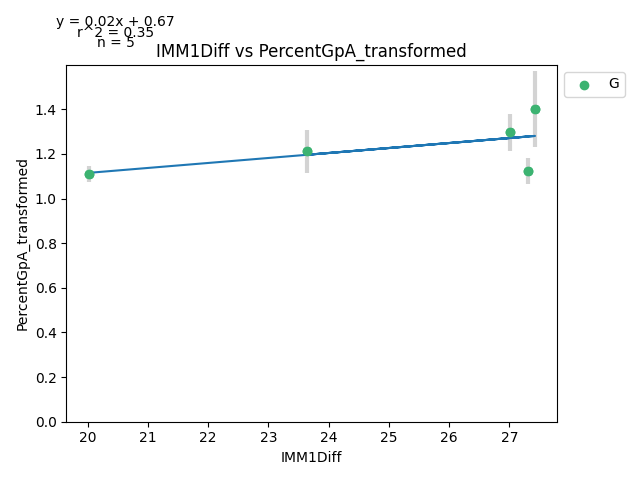 y = 0.02x + 0.67
r^2 = 0.35
n = 5
IMM1Diff vs PercentGpA_transformed
G
PercentGpA_transformed
1.4
1.2
1.0
0.8
0.6
0.4
0.2
0.0
20 21 22 23 24 25 26 27
IMM1Diff